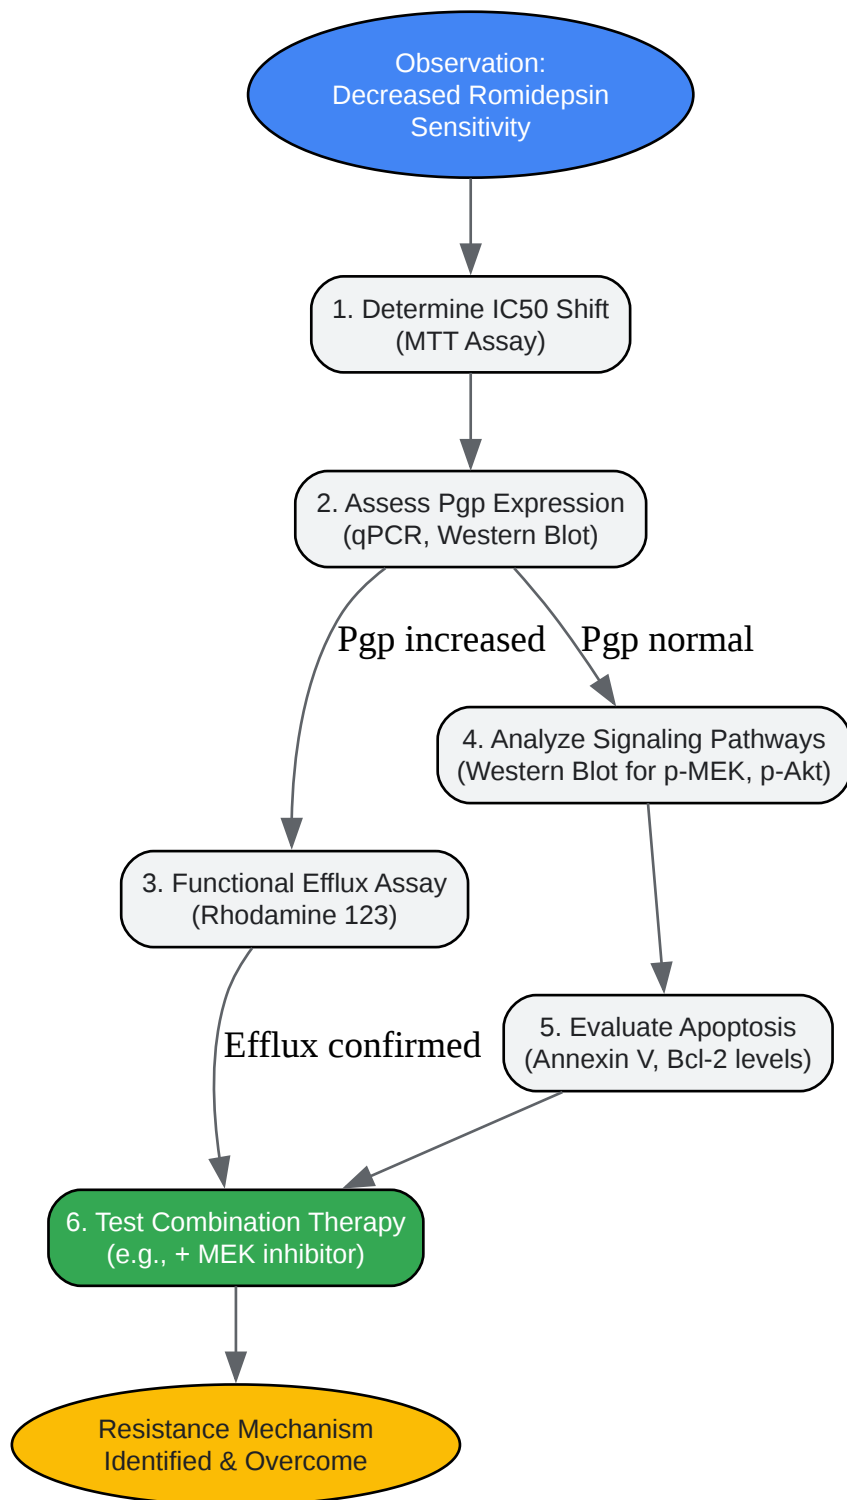 Observation:
Decreased Romidepsin
Sensitivity
1. Determine IC50 Shift
(MTT Assay)
2. Assess Pgp Expression
(qPCR, Western Blot)
Pgp increased
Pgp normal
4. Analyze Signaling Pathways
(Western Blot for p-MEK, p-Akt)
3. Functional Efflux Assay
(Rhodamine 123)
Efflux confirmed
5. Evaluate Apoptosis
(Annexin V, Bcl-2 levels)
6. Test Combination Therapy
(e.g., + MEK inhibitor)
Resistance Mechanism
Identified & Overcome